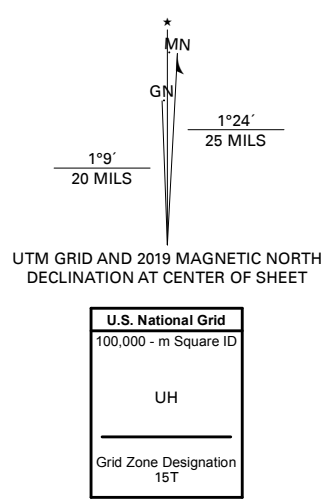 ★
MN
GN
1°24´
25 MILS
1°9´
20 MILS
UTM GRID AND 2019 MAGNETIC NORTH
DECLINATION AT CENTER OF SHEET
U.S. National Grid
100,000 - m Square ID
UH
Grid Zone Designation
15T